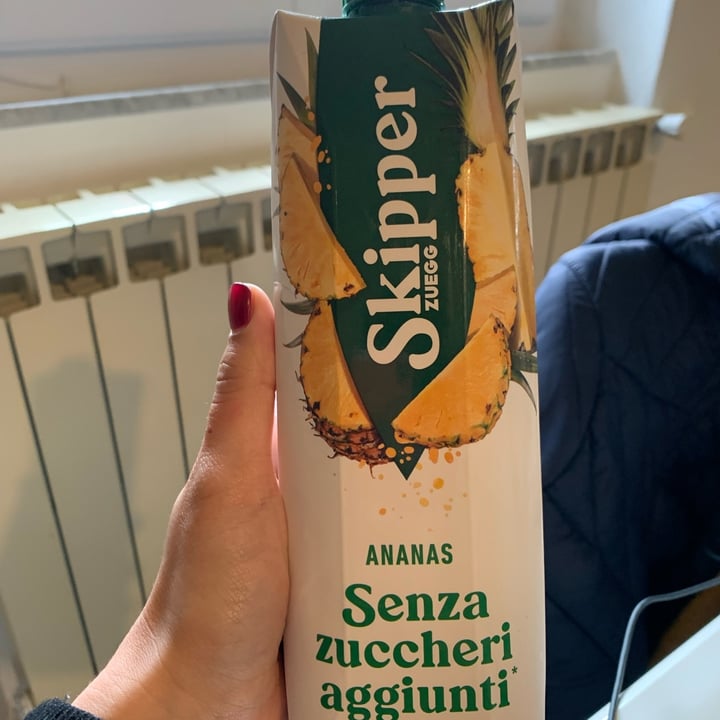 Skipper
ZUEGG
ANANAS
Senza
zuccheri
aggiunti*